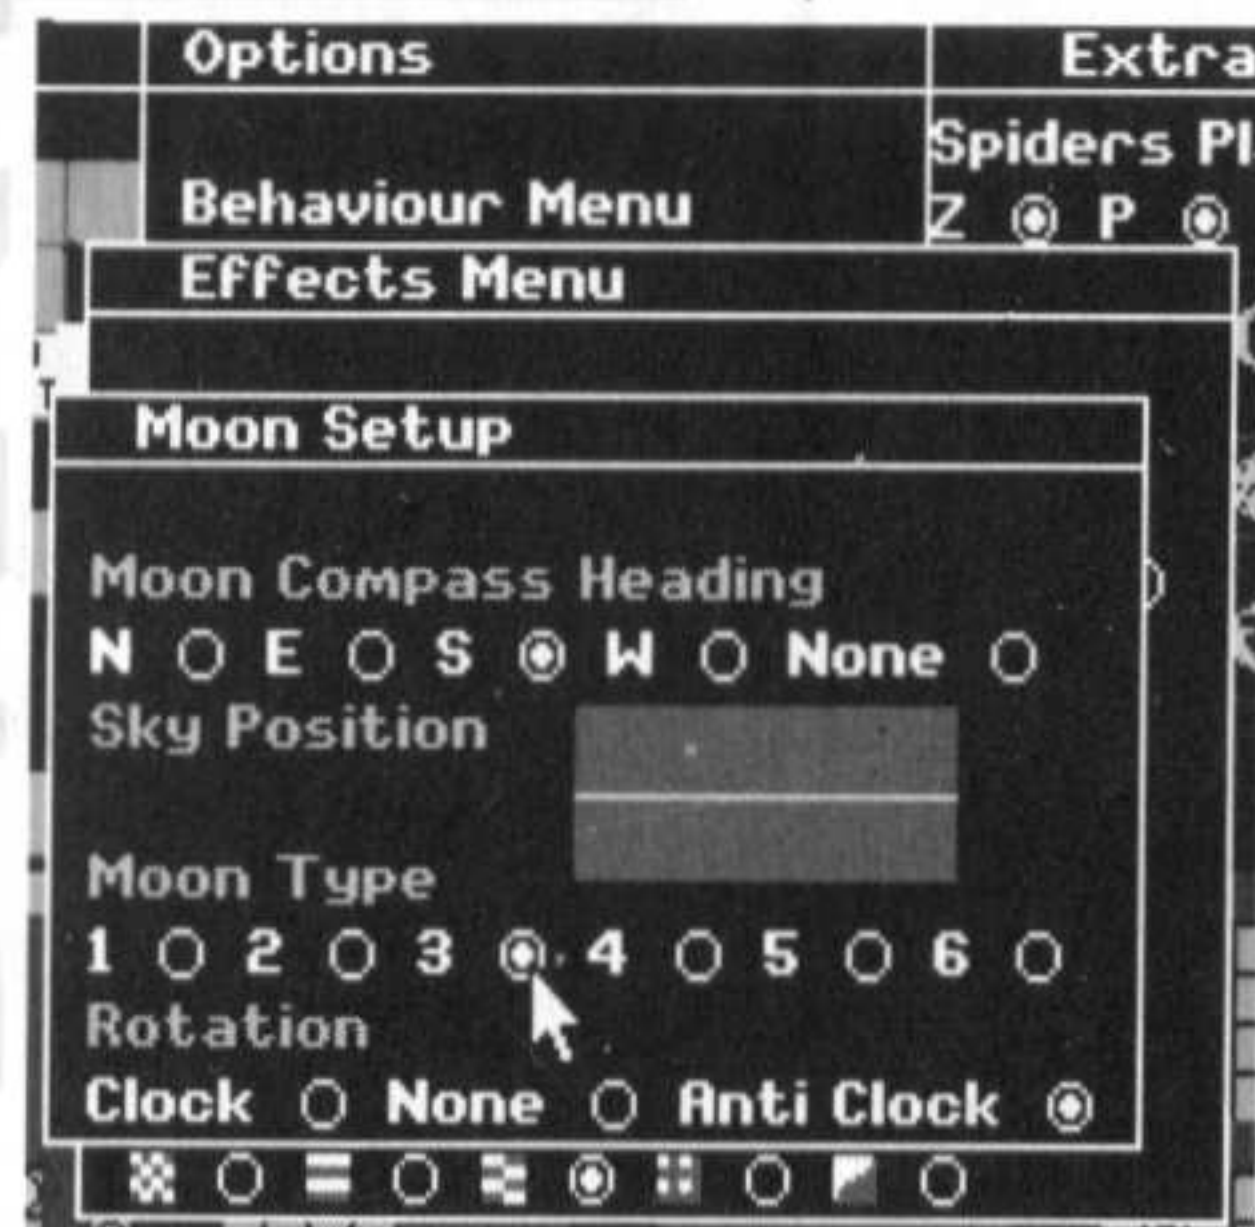 Options
Extra
Spiders Pl
Behaviour Menu
Z P
Effects Menu
Moon Setup
Moon Compass Heading
N E S W None
Sky Position
Moon Type
1 2 3 4 5 6
Rotation
Clock None Anti Clock